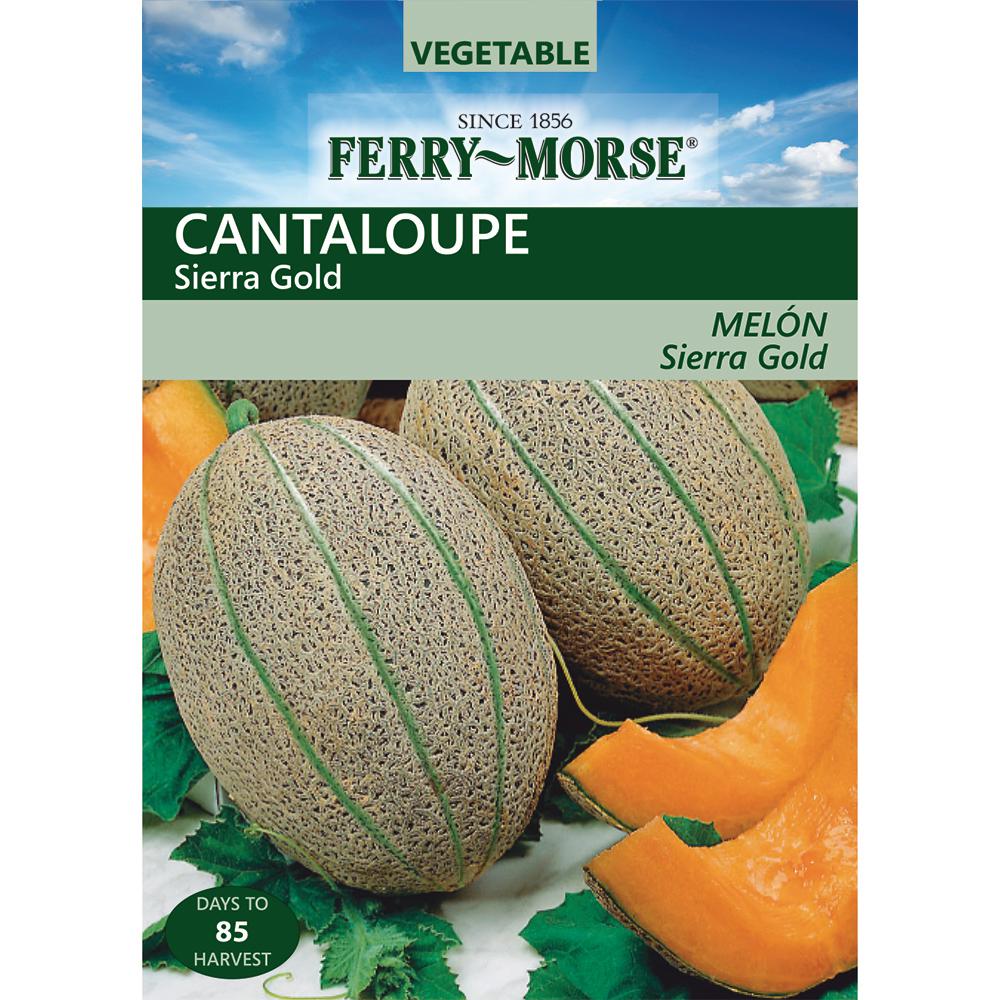 VEGETABLE
SINCE 1856
FERRY~MORSE®
CANTALOUPE
Sierra Gold
MELÓN
Sierra Gold
DAYS TO
85
HARVEST